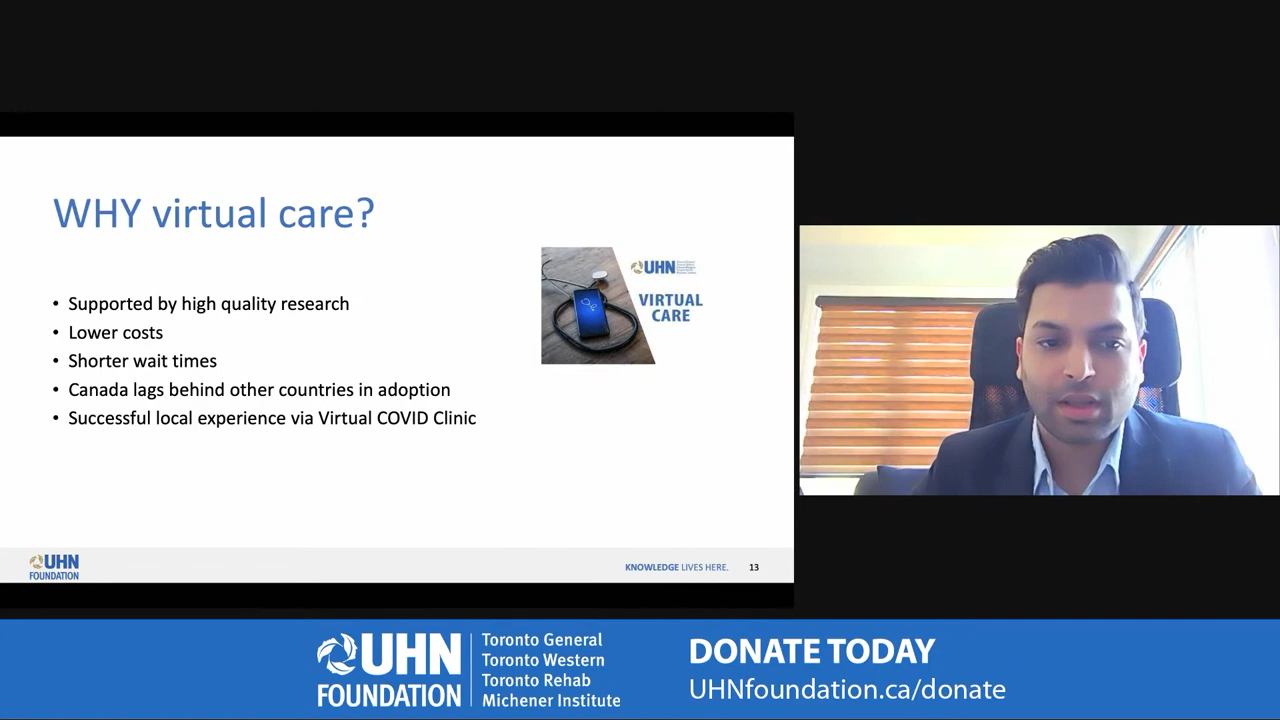 WHY virtual care?
• Supported by high quality research
• Lower costs
• Shorter wait times
• Canada lags behind other countries in adoption
• Successful local experience via Virtual COVID Clinic
UHN
VIRTUAL
CARE
UHN
FOUNDATION
KNOWLEDGE LIVES HERE.
13
UHN
FOUNDATION
Toronto General
Toronto Western
Toronto Rehab
Michener Institute
DONATE TODAY
UHNfoundation.ca/donate